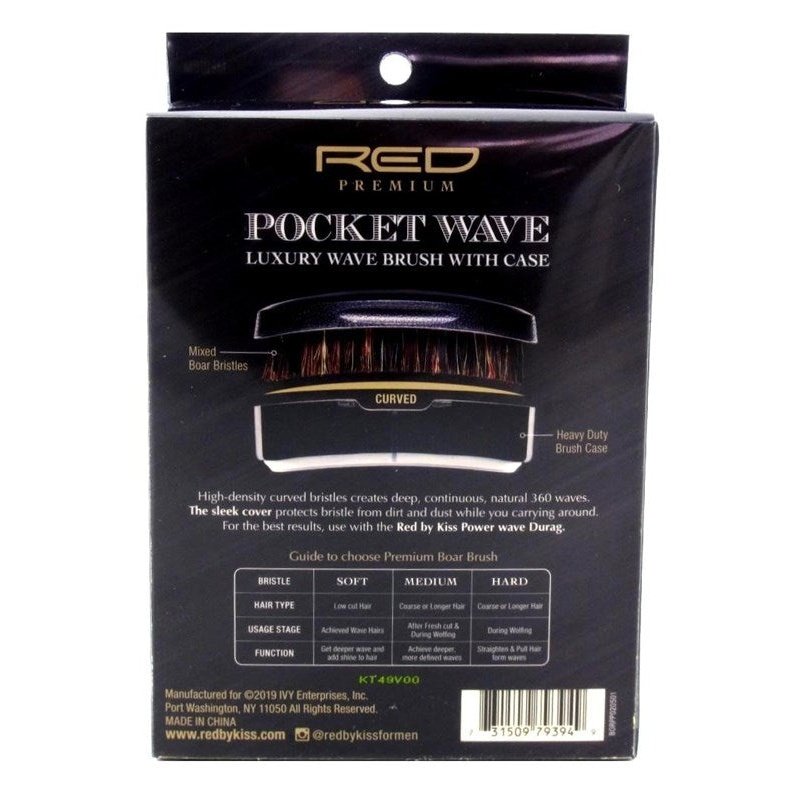 RED
PREMIUM
POCKET WAVE
LUXURY WAVE BRUSH WITH CASE
Mixed
Boar Bristles
CURVED
Heavy Duty
Brush Case
High-density curved bristles creates deep, continuous, natural 360 waves.
The sleek cover protects bristle from dirt and dust while you carrying around.
For the best results, use with the Red by Kiss Power wave Durag.
Guide to choose Premium Boar Brush
BRISTLE SOFT MEDIUM HARD
HAIR TYPE Low cut Hair Coarse or Longer Hair Coarse or Longer Hair
USAGE STAGE Achieved Wave Hairs After Fresh cut & During Wolfing During Wolfing
FUNCTION Get deeper wave and add shine to hair Achieve deeper, more defined waves Straighten & Pull Hair form waves
KT49V00
Manufactured for ©2019 IVY Enterprises, Inc.
Port Washington, NY 11050 All Rights Reserved.
MADE IN CHINA
www.redbykiss.com @redbykissformen
7 31509 79394 9